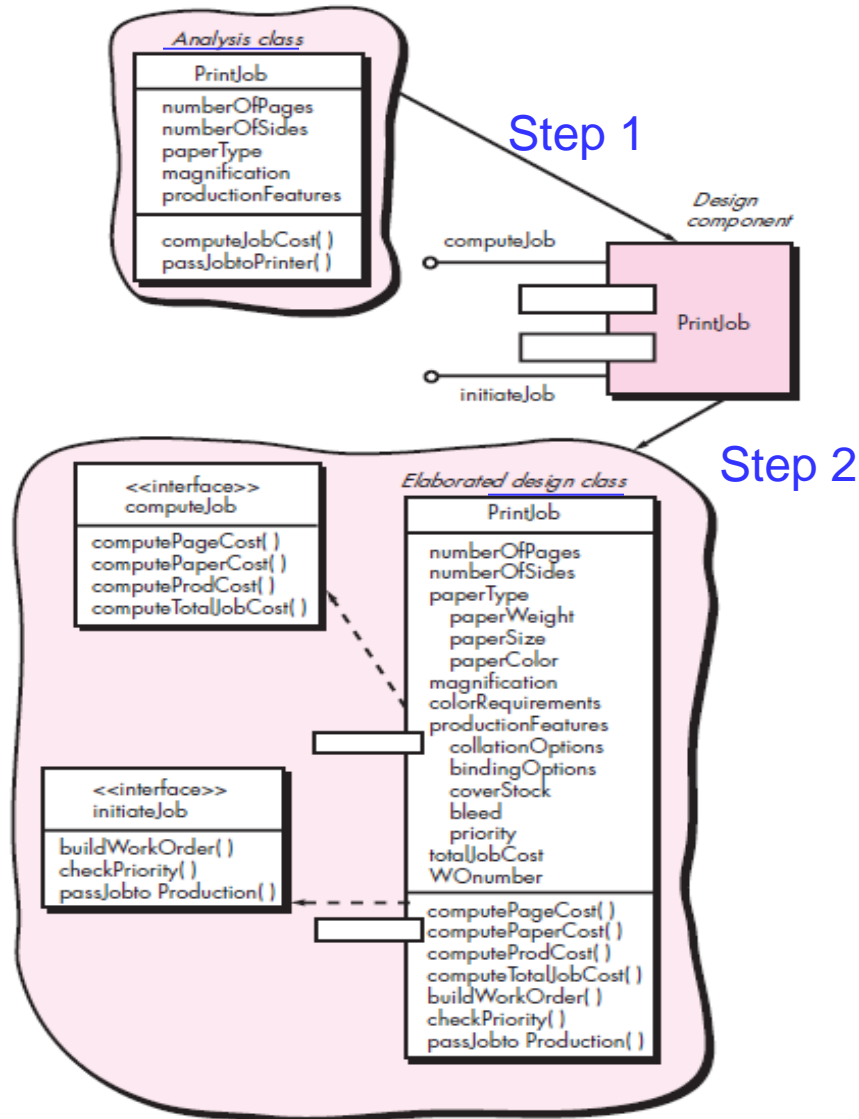 Analysis class
PrintJob
numberOfPages
numberOfSides
paperType
magnification
productionFeatures
computeJobCost( )
passJobtoPrinter( )
Step 1
Design
component
computeJob
PrintJob
initiateJob
Step 2
<<interface>>
computeJob
computePageCost( )
computePaperCost( )
computeProdCost( )
computeTotalJobCost( )
<<interface>>
initiateJob
buildWorkOrder( )
checkPriority( )
passJobto Production( )
Elaborated design class
PrintJob
numberOfPages
numberOfSides
paperType
paperWeight
paperSize
paperColor
magnification
colorRequirements
productionFeatures
collationOptions
bindingOptions
coverStock
bleed
priority
totalJobCost
WOnumber
computePageCost( )
computePaperCost( )
computeProdCost( )
computeTotalJobCost( )
buildWorkOrder( )
checkPriority( )
passJobto Production( )